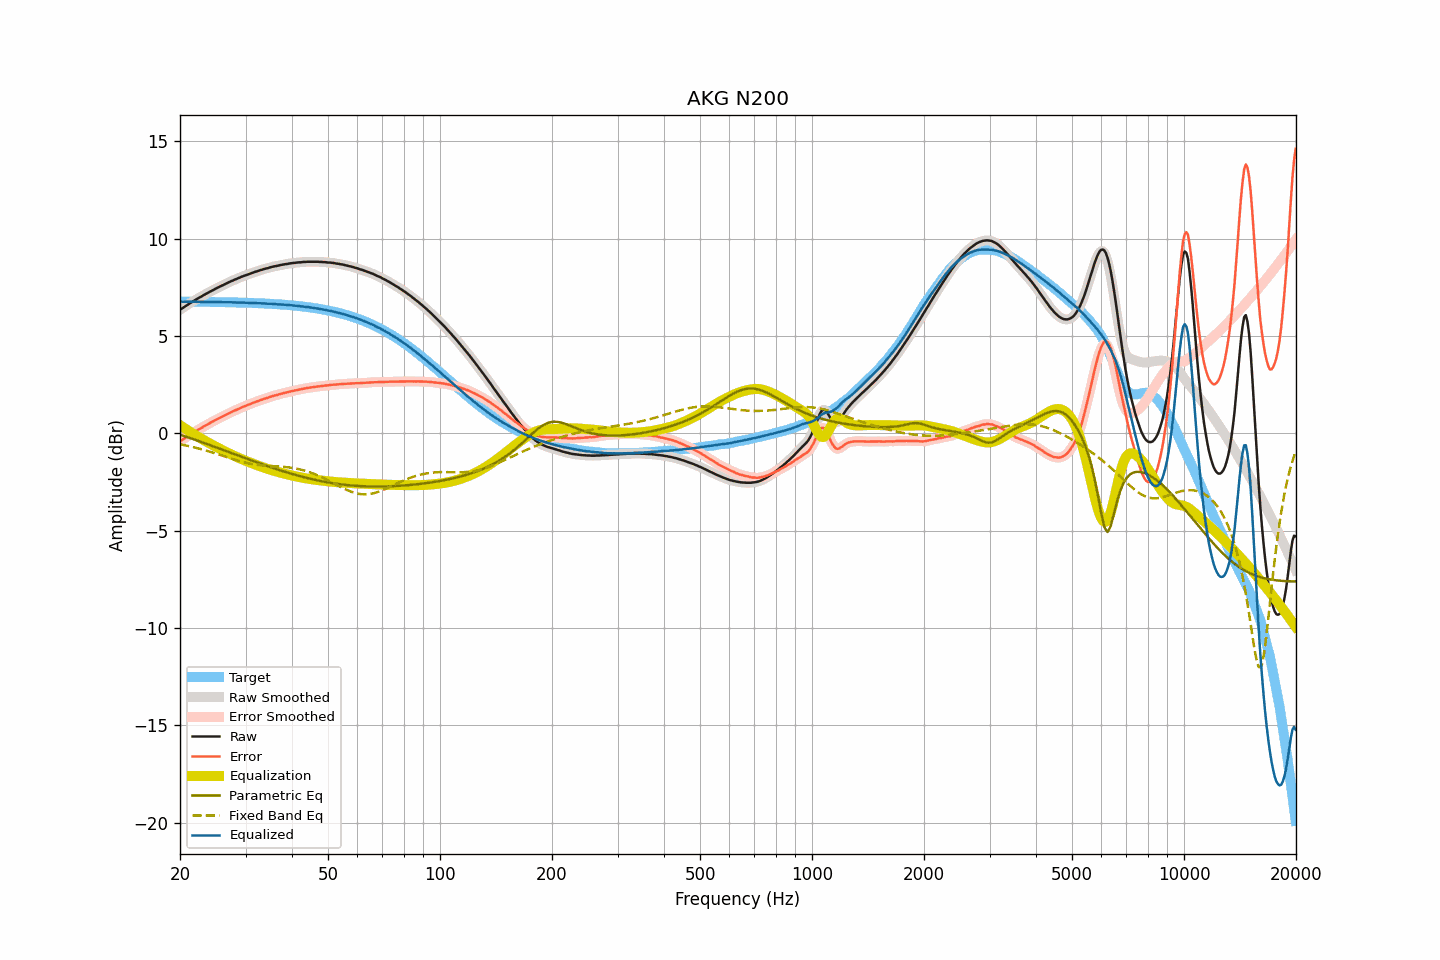 AKG N200
15
10
5
0
−5
−10
−15
−20
Amplitude (dBr)
Target
Raw Smoothed
Error Smoothed
Raw
Error
Equalization
Parametric Eq
Fixed Band Eq
Equalized
20 50 100 200 500 1000 2000 5000 10000 20000
Frequency (Hz)